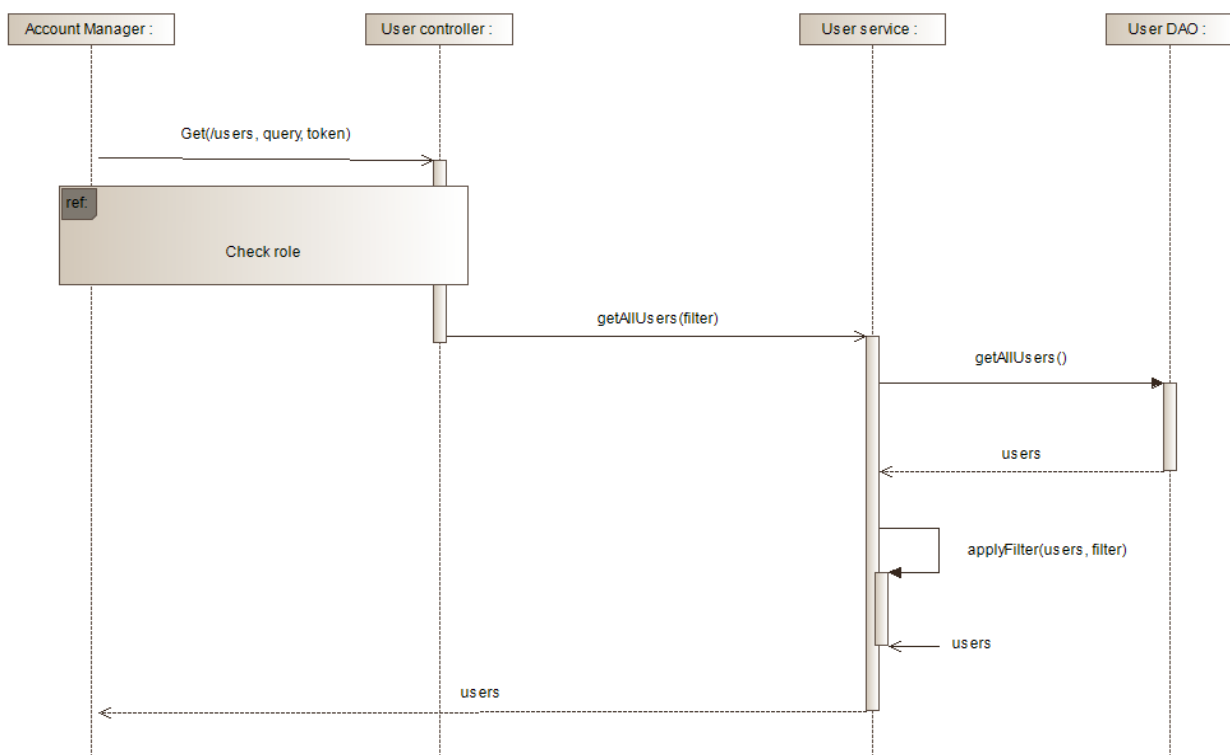 Account Manager :
User controller :
User service :
User DAO :
Get(/users, query, token)
ref:
Check role
getAllUsers(filter)
getAllUsers()
users
applyFilter(users, filter)
users
users